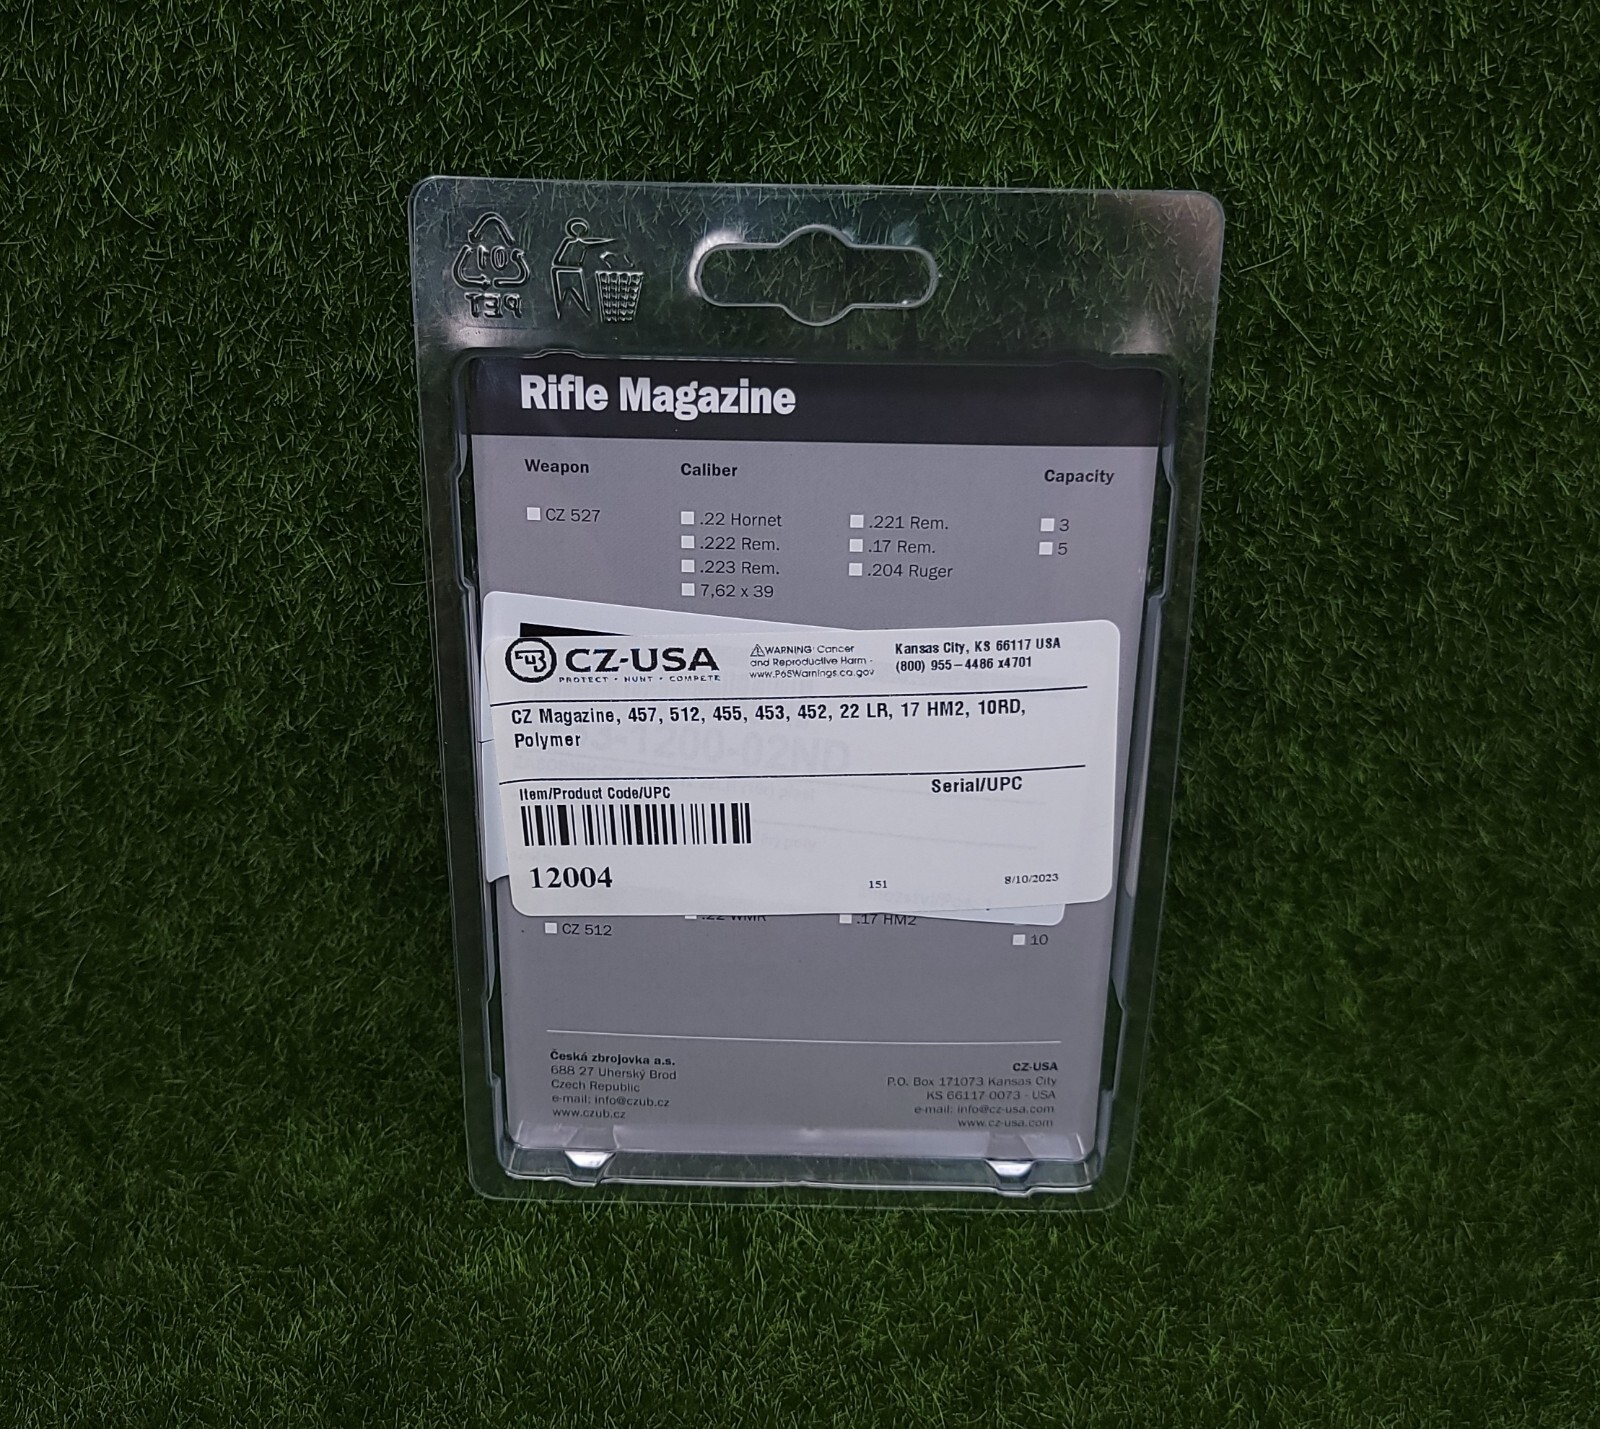 01
PET
Rifle Magazine
Weapon Caliber Capacity
CZ 527 .22 Hornet .221 Rem. 3
.222 Rem. .17 Rem. 5
.223 Rem. .204 Ruger
7,62 x 39
CZ-USA
PROTECT • HUNT • COMPETE
WARNING: Cancer
and Reproductive Harm -
www.P65Warnings.ca.gov
Kansas City, KS 66117 USA
(800) 955-4486 x4701
CZ Magazine, 457, 512, 455, 453, 452, 22 LR, 17 HM2, 10RD,
Polymer
-1200-02ND
Item/Product Code/UPC Serial/UPC
12004 151 8/10/2023
.22 WMR .17 HM2
CZ 512 10
Česká zbrojovka a.s.
688 27 Uherský Brod
Czech Republic
e-mail: info@czub.cz
www.czub.cz
CZ-USA
P.O. Box 171073 Kansas City
KS 66117 0073 - USA
e-mail: info@cz-usa.com
www.cz-usa.com